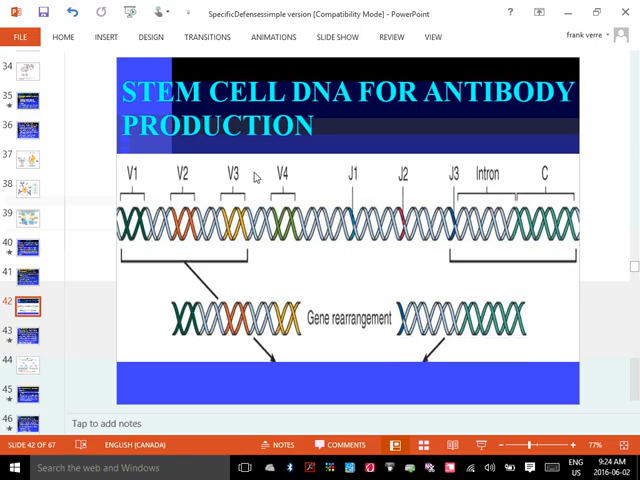 SpecificDefensessimple version [Compatibility Mode] - PowerPoint
FILE HOME INSERT DESIGN TRANSITIONS ANIMATIONS SLIDE SHOW REVIEW VIEW frank verre
34
35
36
37
38
39
40
41
42
43
44
45
46
STEM CELL DNA FOR ANTIBODY
PRODUCTION
V1 V2 V3 V4 J1 J2 J3 Intron C
Gene rearrangement
Tap to add notes
SLIDE 42 OF 67 ENGLISH (CANADA) NOTES COMMENTS 77%
Search the web and Windows
ENG 9:24 AM
US 2016-06-02